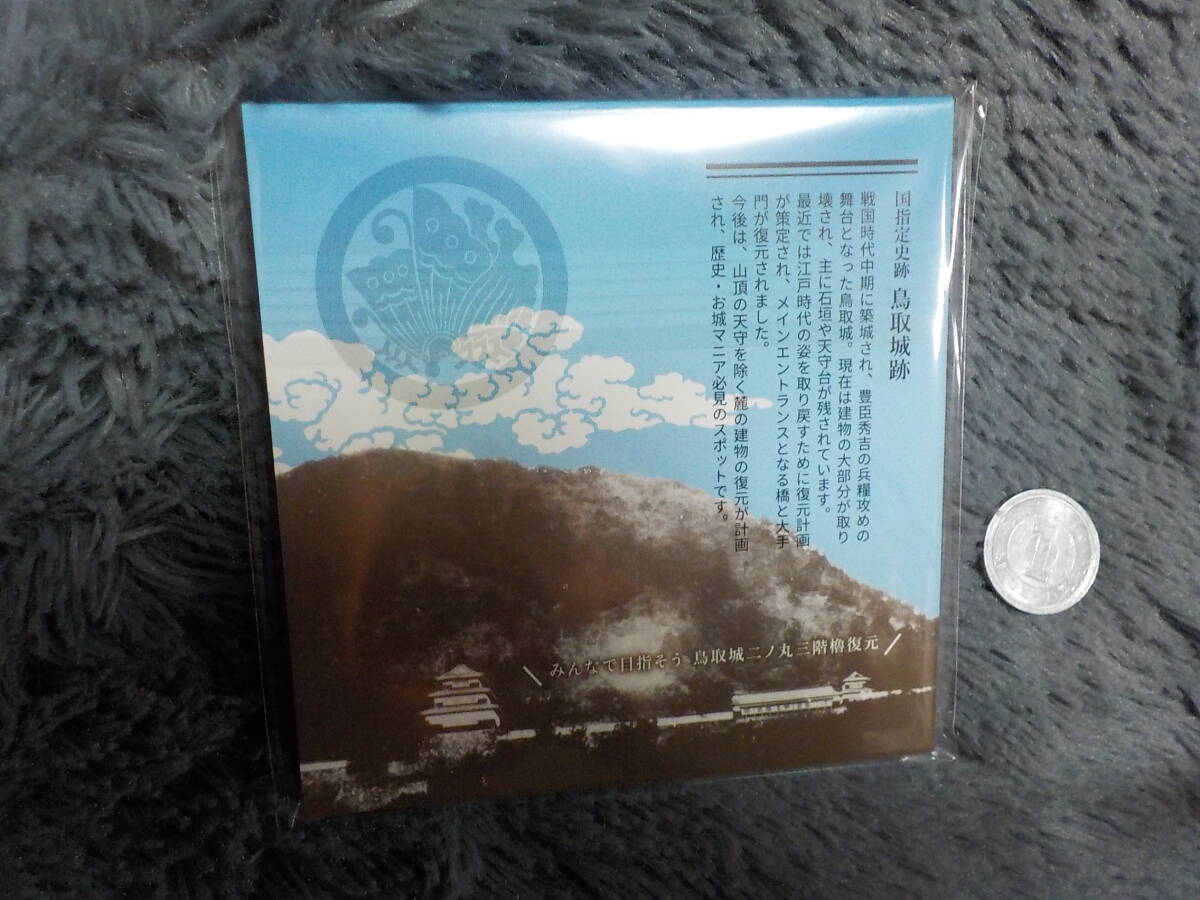 国指定史跡 鳥取城跡
戦国時代中期に築城され、豊臣秀吉の兵糧攻めの
舞台となった鳥取城。現在は建物の大部分が取り
壊され、主に石垣や天守台が残されています。
最近では江戸時代の姿を取り戻すために復元計画
が策定され、メインエントランスとなる橋と大手
門が復元されました。
今後は、山頂の天守を除く麓の建物の復元が計画
され、歴史・お城マニア必見のスポットです。
\ みんなで目指そう 鳥取城二ノ丸三階櫓復元 /
1